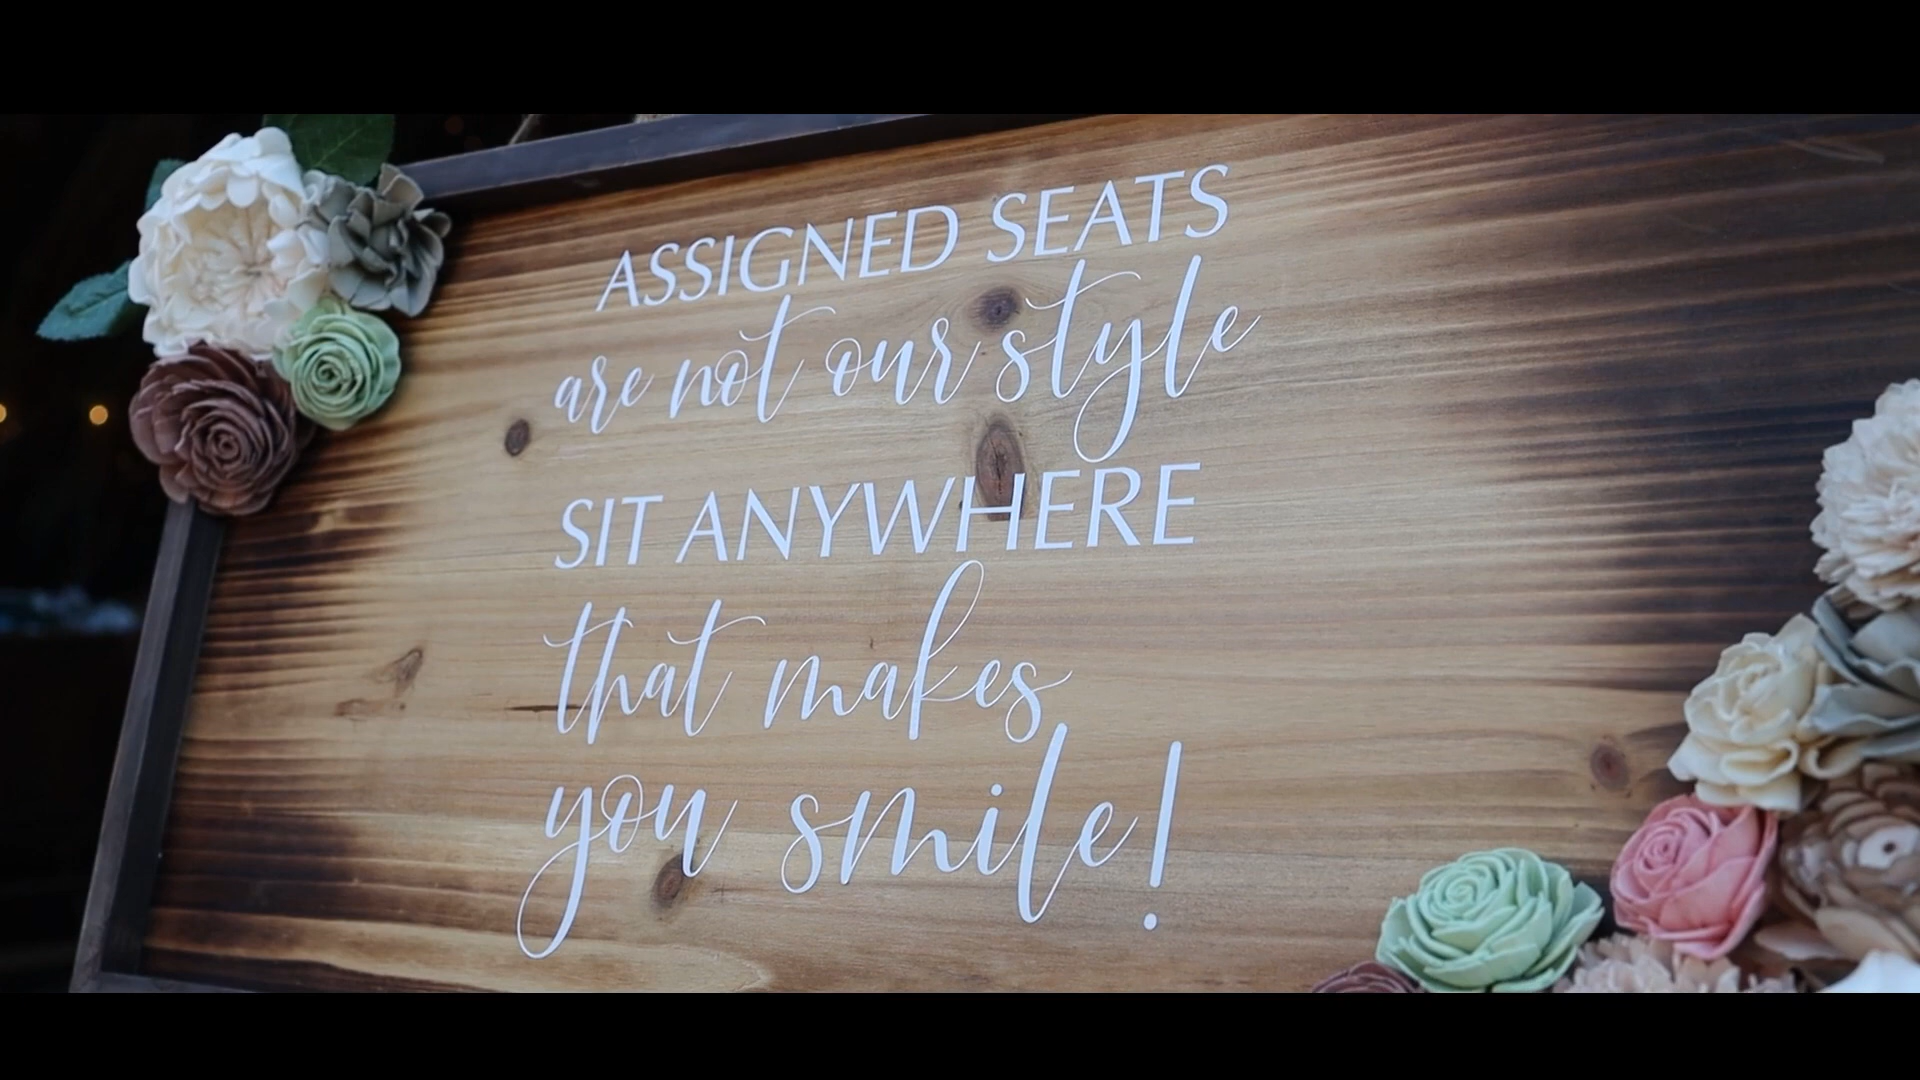 ASSIGNED SEATS
are not our style
SIT ANYWHERE
that makes
you smile!